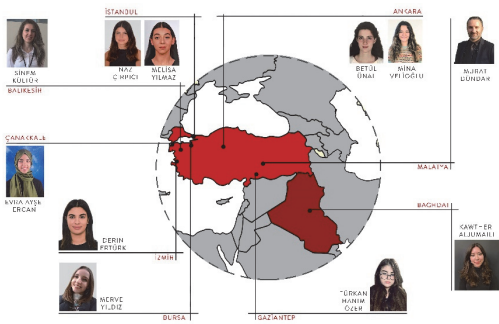 İSTANBUL
ANKARA
SİNEM
KÜLTÜR
BALIKESİR
NAZ
ÇIRPICI
MELİSA
YILMAZ
BETÜL
ÜNAL
MİNA
VELİOĞLU
MURAT
DÜNDAR
ÇANAKKALE
MALATYA
EVRA AYŞE
ERCAN
BAGHDAD
KAWTHER
ALJUMAILI
DERİN
ERTÜRK
İZMİR
MERVE
YILDIZ
TÜRKAN
HANIM
ÖZER
BURSA
GAZİANTEP